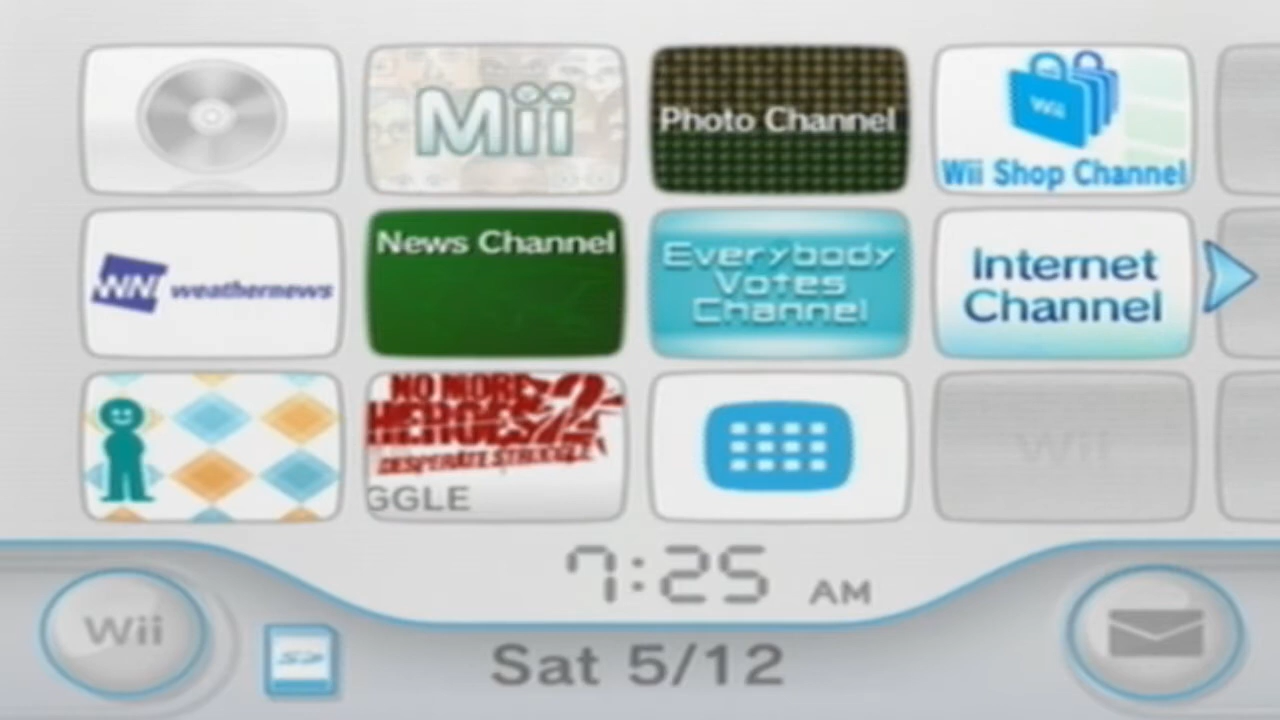 Mii
Photo Channel
Wii
Wii Shop Channel
WNI weathernews
News Channel
Everybody
Votes
Channel
Internet
Channel
NO MORE
HEROES 2
DESPERATE STRUGGLE
GGLE
Wii
7:25 AM
Wii
SD
Sat 5/12